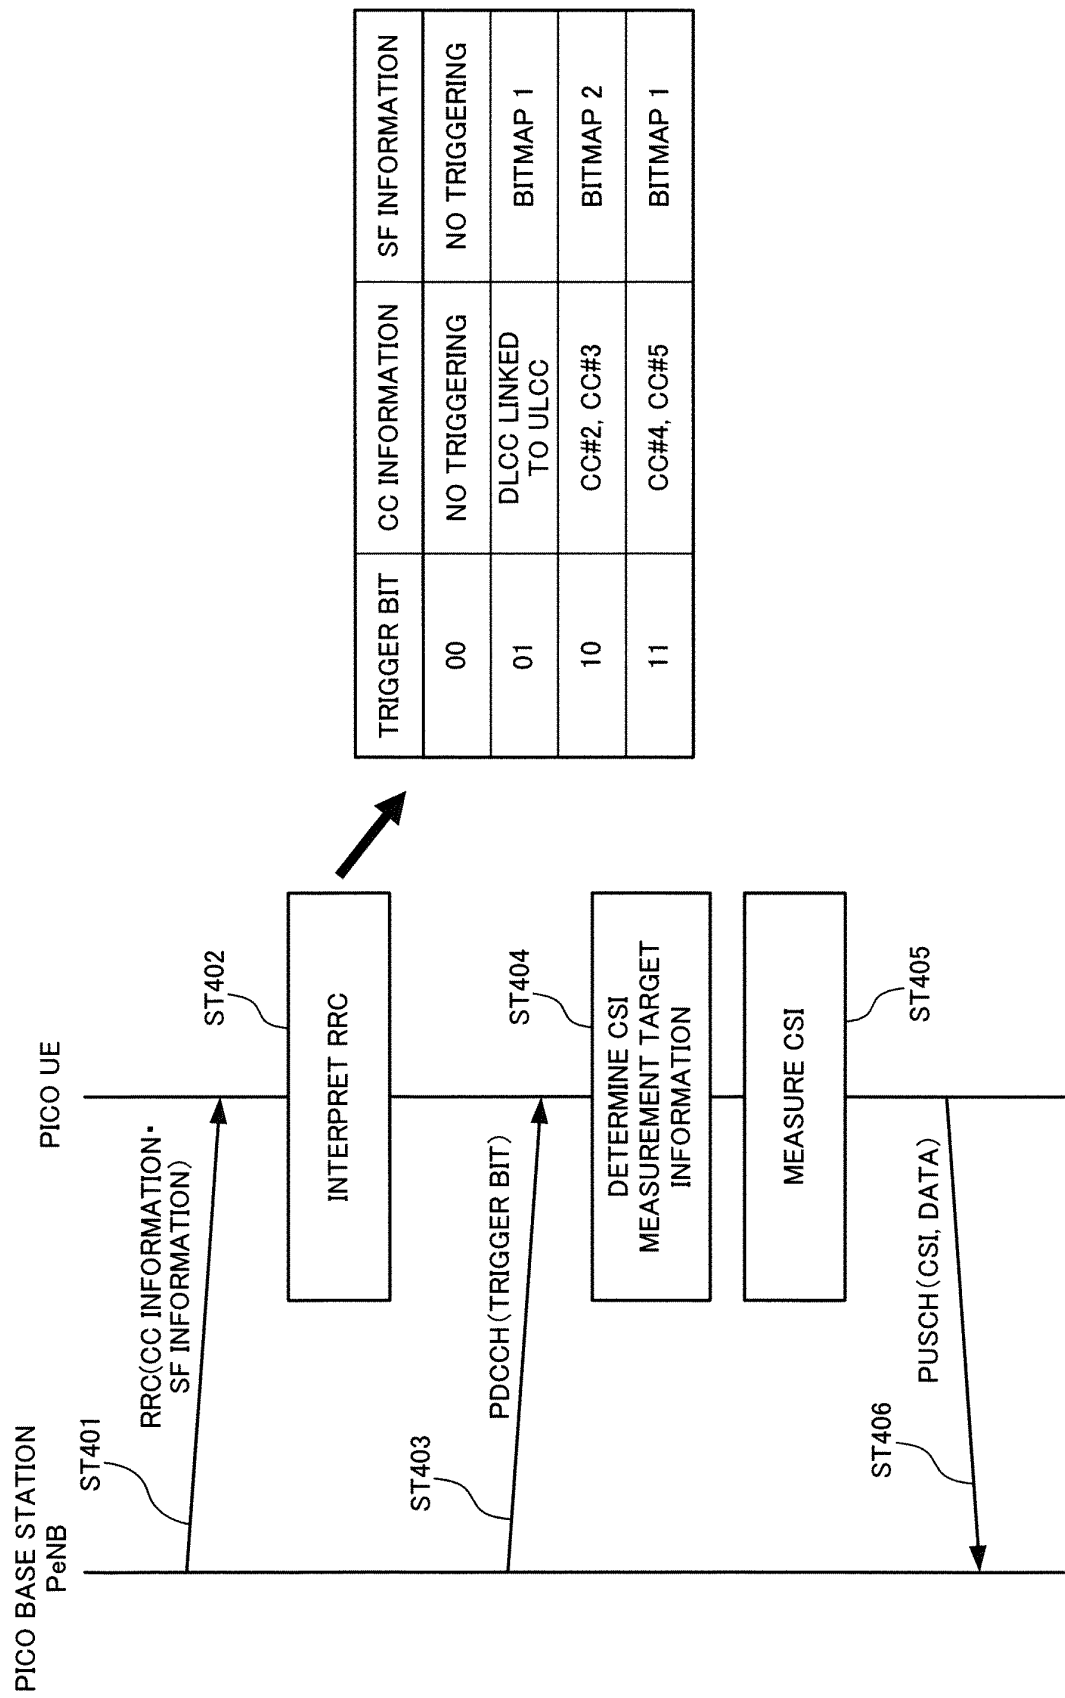 PICO BASE STATION
PeNB
PICO UE
ST401
RRC(CC INFORMATION・
SF INFORMATION)
ST402
INTERPRET RRC
ST403
PDCCH(TRIGGER BIT)
ST404
DETERMINE CSI
MEASUREMENT TARGET
INFORMATION
MEASURE CSI
ST405
ST406
PUSCH(CSI, DATA)
TRIGGER BIT CC INFORMATION SF INFORMATION
00 NO TRIGGERING NO TRIGGERING
01 DLCC LINKED
TO ULCC BITMAP 1
10 CC#2, CC#3 BITMAP 2
11 CC#4, CC#5 BITMAP 1